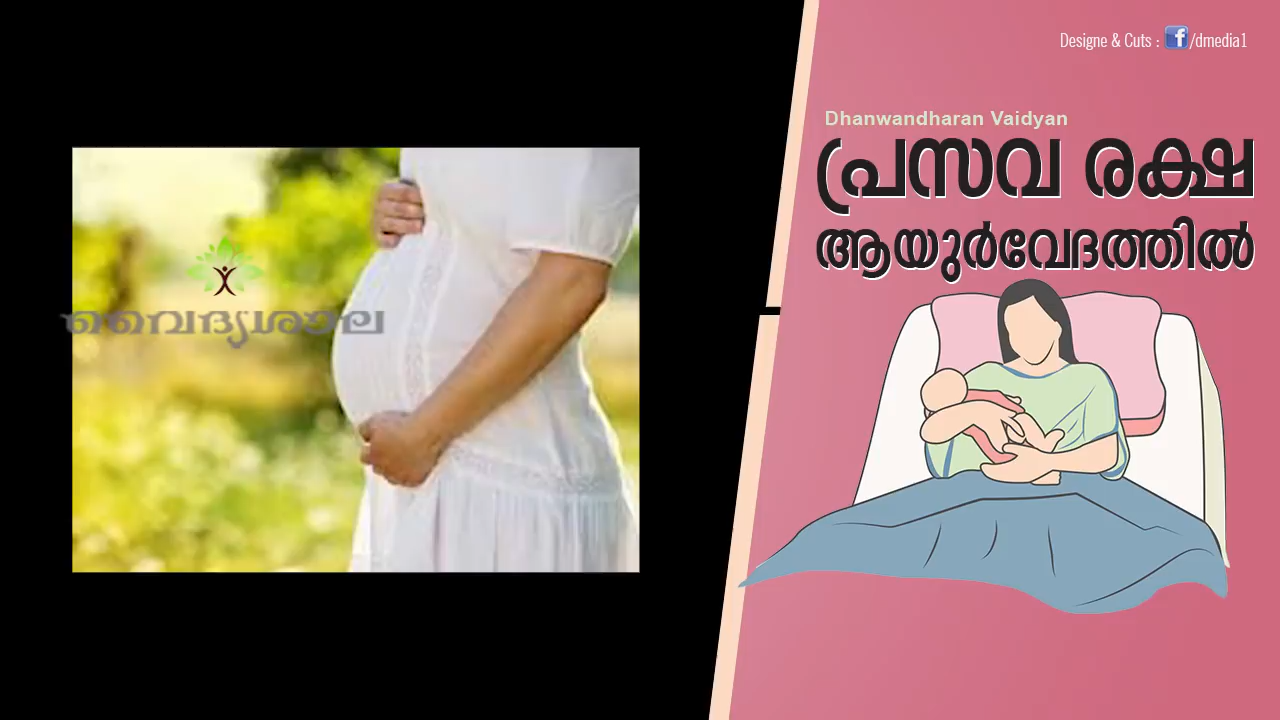 Designe & Cuts : f/dmedia1
Dhanwandharan Vaidyan
പ്രസവ രക്ഷ
ആയുർവേദത്തിൽ
വൈദ്യശാല